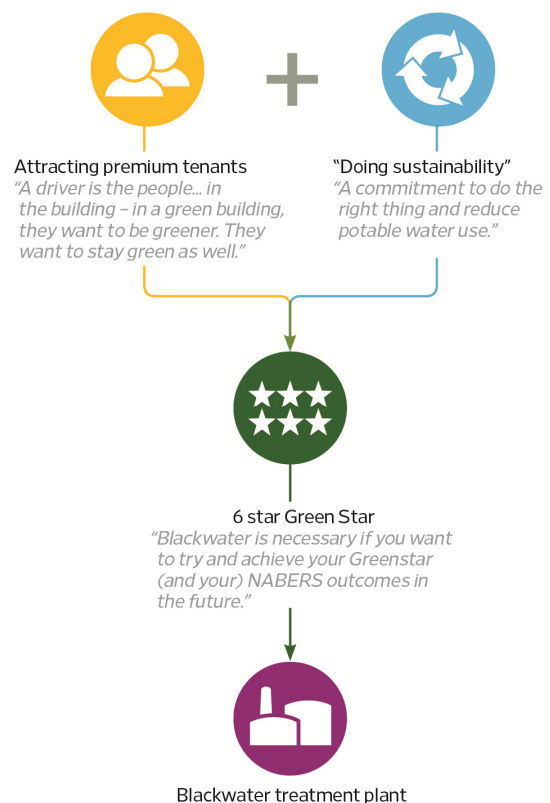 Attracting premium tenants
“A driver is the people... in
the building – in a green building,
they want to be greener. They
want to stay green as well.”
“Doing sustainability”
“A commitment to do the
right thing and reduce
potable water use.”
6 star Green Star
“Blackwater is necessary if you want
to try and achieve your Greenstar
(and your) NABERS outcomes in
the future.”
Blackwater treatment plant